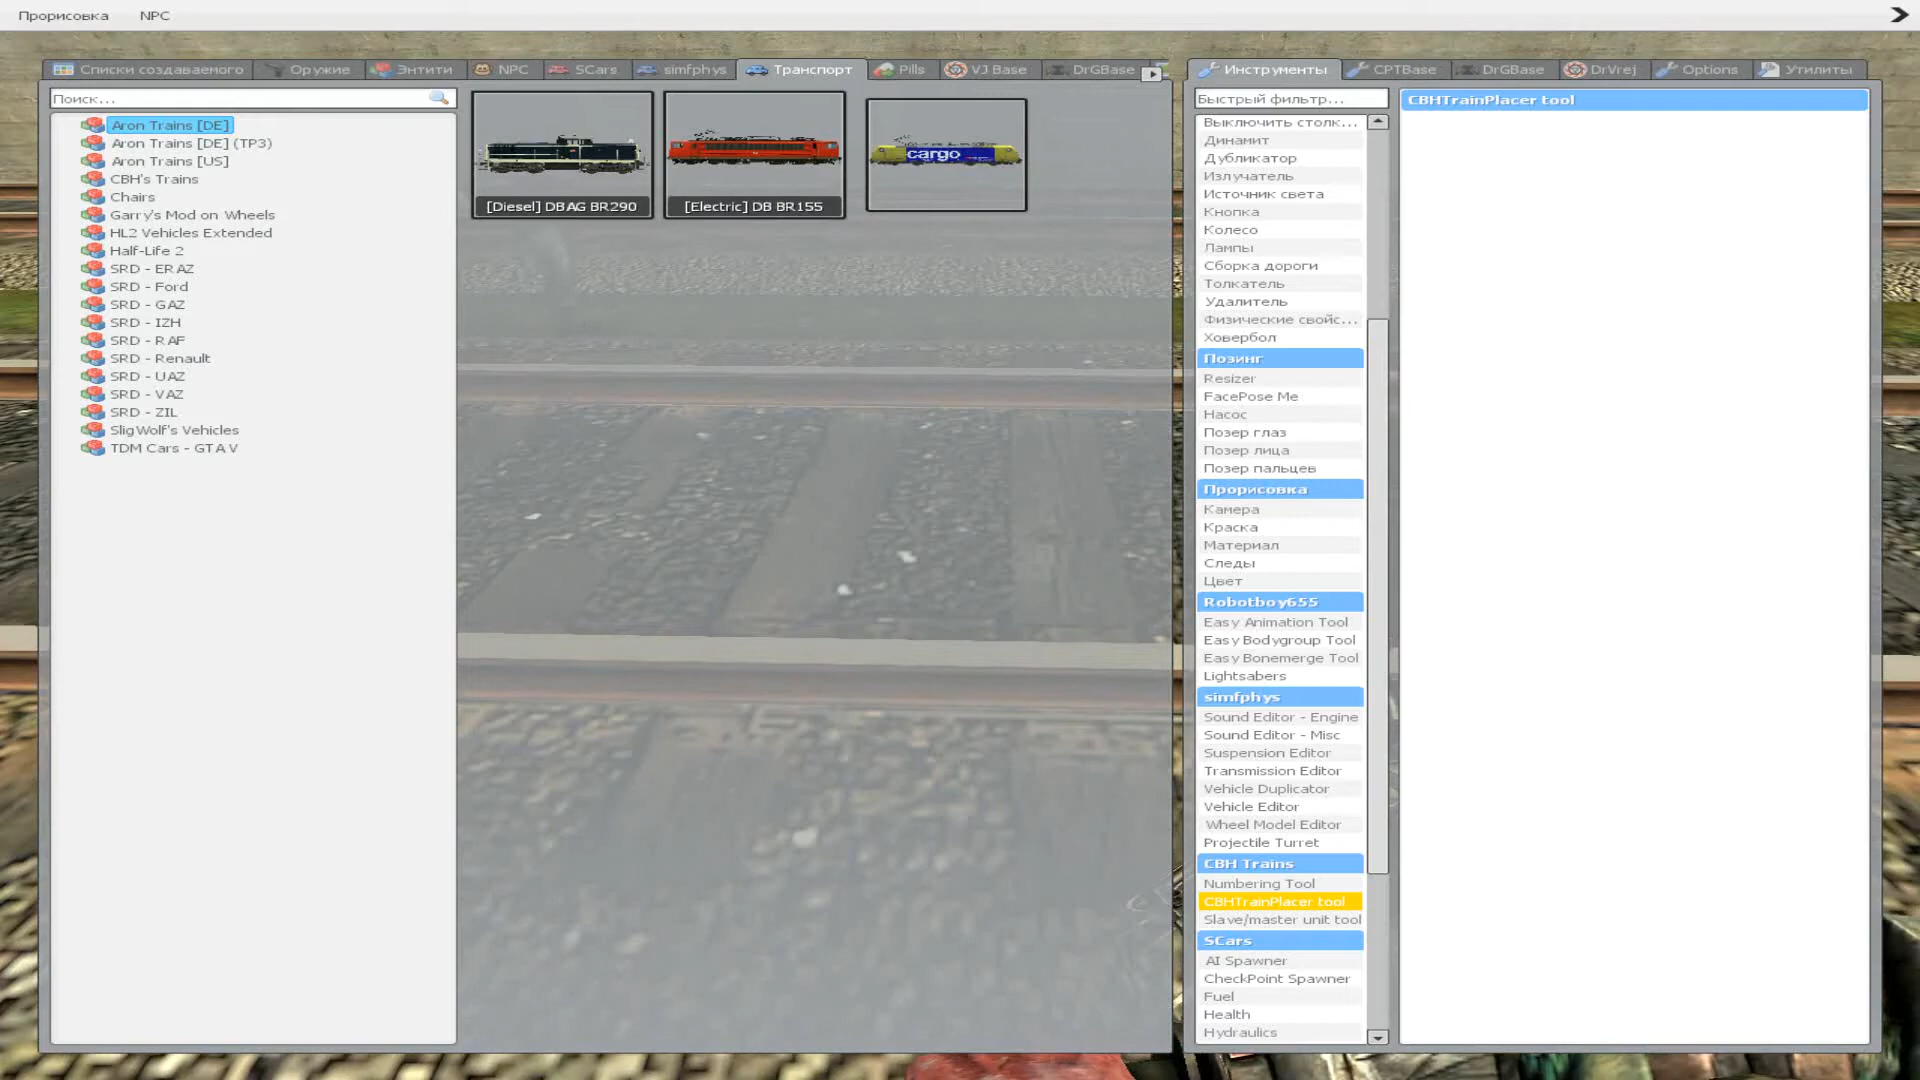 Прорисовка NPC
Списки создаваемого Оружие Энтити NPC SCars simfphys Транспорт Pills VJ Base DrGBase
Поиск...
Aron Trains [DE]
Aron Trains [DE] (TP3)
Aron Trains [US]
CBH's Trains
Chairs
Garry's Mod on Wheels
HL2 Vehicles Extended
Half-Life 2
SRD - ERAZ
SRD - Ford
SRD - GAZ
SRD - IZH
SRD - RAF
SRD - Renault
SRD - UAZ
SRD - VAZ
SRD - ZIL
SligWolf's Vehicles
TDM Cars - GTA V
[Diesel] DBAG BR290
[Electric] DB BR155
cargo
Инструменты CPTBase DrGBase DrVrej Options Утилиты
Быстрый фильтр...
Выключить столк...
Динамит
Дубликатор
Излучатель
Источник света
Кнопка
Колесо
Лампы
Сборка дороги
Толкатель
Удалитель
Физические свойс...
Ховербол
Позинг
Resizer
FacePose Me
Насос
Позер глаз
Позер лица
Позер пальцев
Прорисовка
Камера
Краска
Материал
Следы
Цвет
Robotboy655
Easy Animation Tool
Easy Bodygroup Tool
Easy Bonemerge Tool
Lightsabers
simfphys
Sound Editor - Engine
Sound Editor - Misc
Suspension Editor
Transmission Editor
Vehicle Duplicator
Vehicle Editor
Wheel Model Editor
Projectile Turret
CBH Trains
Numbering Tool
CBHTrainPlacer tool
Slave/master unit tool
SCars
AI Spawner
CheckPoint Spawner
Fuel
Health
Hydraulics
CBHTrainPlacer tool